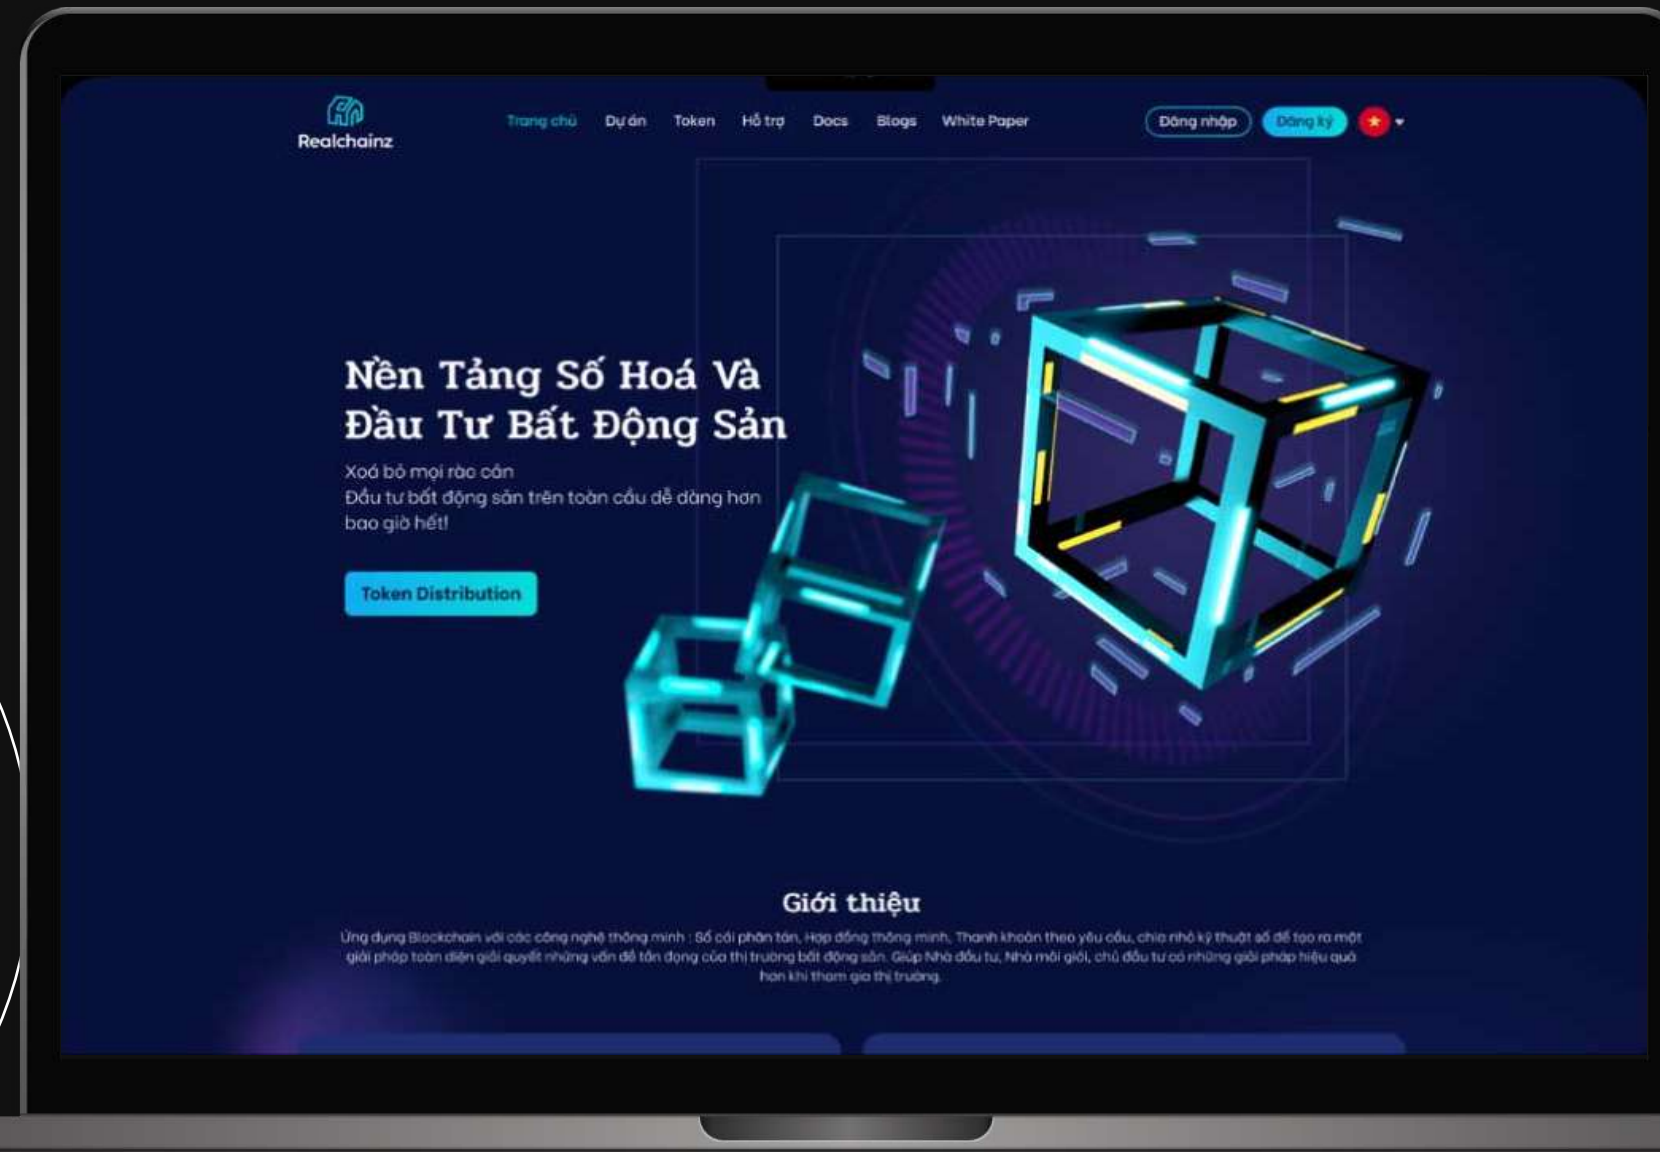 Realchainz
Trang chủ Dự án Token Hỗ trợ Docs Blogs White Paper Đăng nhập Đăng ký
Nền Tảng Số Hoá Và
Đầu Tư Bất Động Sản
Xoá bỏ mọi rào cản
Đầu tư bất động sản trên toàn cầu dễ dàng hơn
bao giờ hết!
Token Distribution
Giới thiệu
Ứng dụng Blockchain với các công nghệ thông minh : Sổ cái phân tán, Hợp đồng thông minh, Thanh khoản theo yêu cầu, chia nhỏ kỹ thuật số để tạo ra một
giải pháp toàn diện giải quyết những vấn đề tồn đọng của thị trường bất động sản. Giúp Nhà đầu tư, Nhà môi giới, chủ đầu tư có những giải pháp hiệu quả
hơn khi tham gia thị trường.